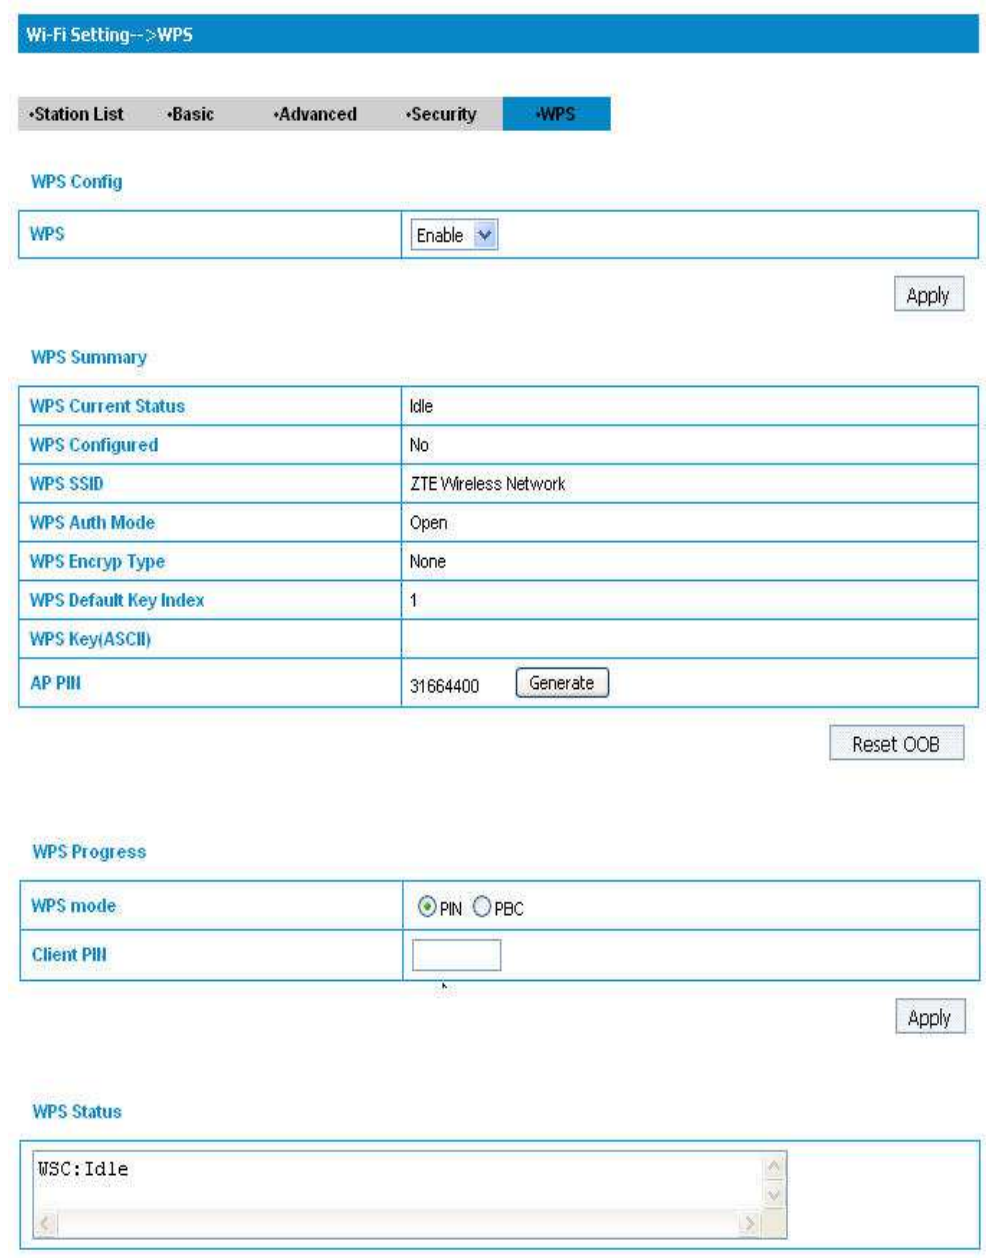 Wi-Fi Setting-->WPS
•Station List •Basic •Advanced •Security •WPS
WPS Config
WPS Enable
Apply
WPS Summary
WPS Current Status Idle
WPS Configured No
WPS SSID ZTE Wireless Network
WPS Auth Mode Open
WPS Encryp Type None
WPS Default Key Index 1
WPS Key(ASCII)
AP PIN 31664400 Generate
Reset OOB
WPS Progress
WPS mode PIN PBC
Client PIN
Apply
WPS Status
WSC:Idle